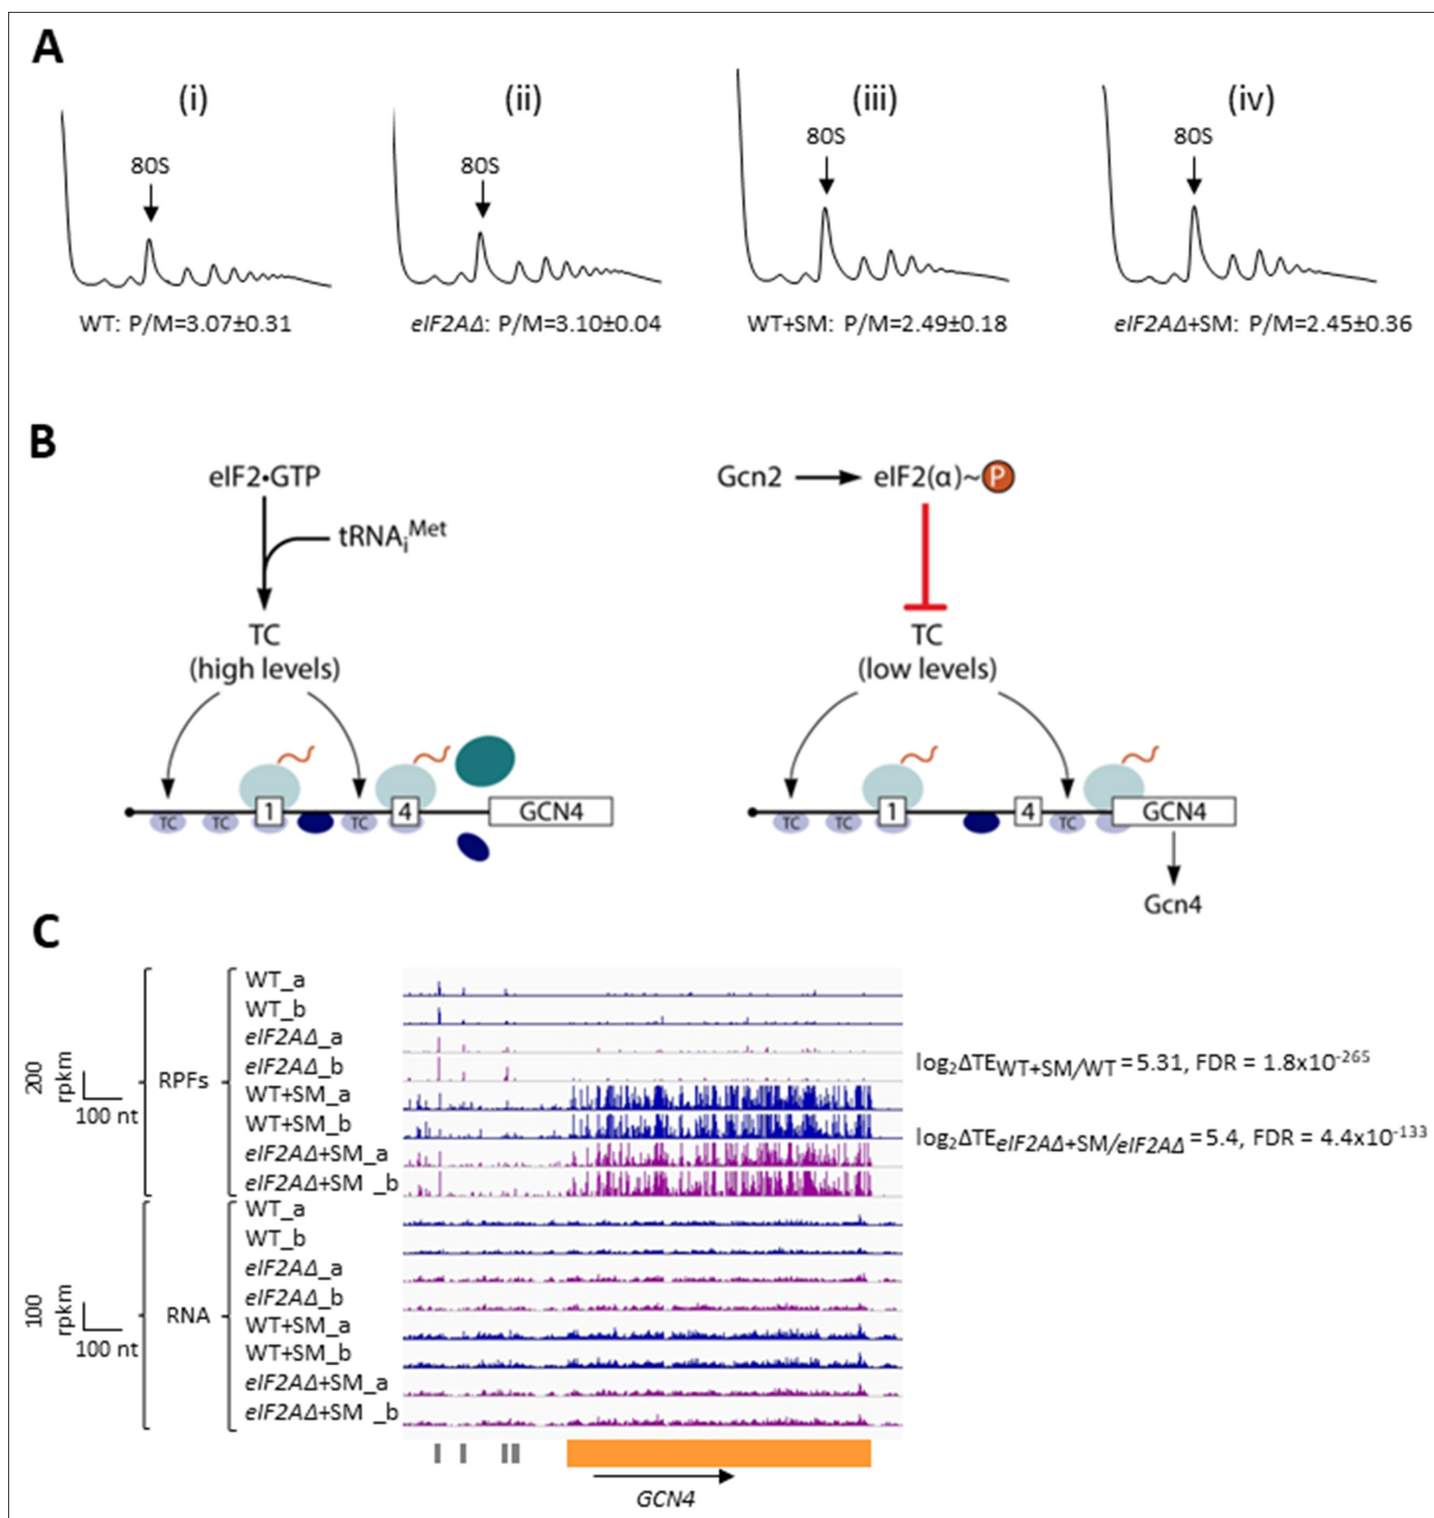 A
(i)
(ii)
(iii)
(iv)
80S
80S
80S
80S
WT: P/M=3.07±0.31
eIF2AΔ: P/M=3.10±0.04
WT+SM: P/M=2.49±0.18
eIF2AΔ+SM: P/M=2.45±0.36
B
eIF2•GTP
tRNAiMet
TC
(high levels)
TC
TC
1
TC
4
GCN4
Gcn2
eIF2(α)~P
TC
(low levels)
TC
TC
1
4
TC
GCN4
Gcn4
C
200
rpkm
100 nt
RPFs
WT_a
WT_b
eIF2AΔ_a
eIF2AΔ_b
WT+SM_a
WT+SM_b
eIF2AΔ+SM_a
eIF2AΔ+SM _b
log2ΔTEWT+SM/WT=5.31, FDR = 1.8x10-265
log2ΔTEeIF2AΔ+SM/eIF2AΔ=5.4, FDR = 4.4x10-133
100
rpkm
100 nt
RNA
WT_a
WT_b
eIF2AΔ_a
eIF2AΔ_b
WT+SM_a
WT+SM_b
eIF2AΔ+SM_a
eIF2AΔ+SM _b
GCN4